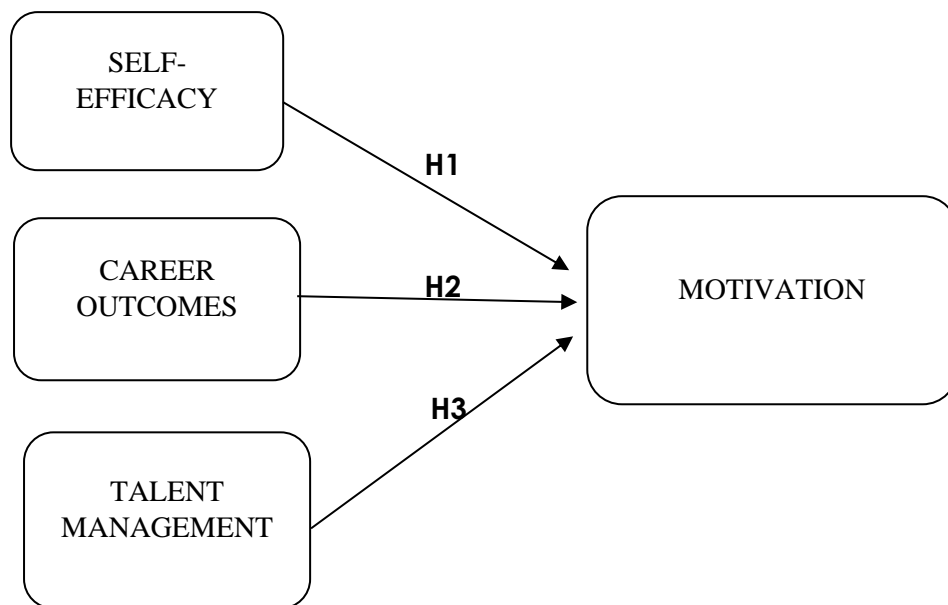 SELF-
EFFICACY
H1
CAREER
OUTCOMES
H2
MOTIVATION
H3
TALENT
MANAGEMENT